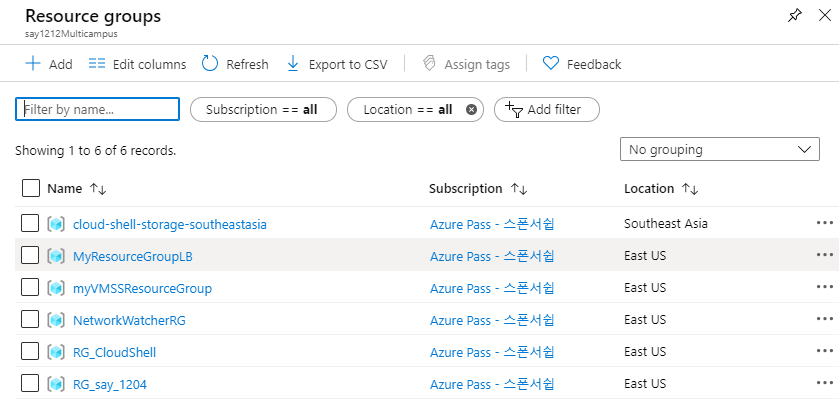 Resource groups
say1212Multicampus
Add Edit columns Refresh Export to CSV Assign tags Feedback
Filter by name... Subscription == all Location == all Add filter
Showing 1 to 6 of 6 records. No grouping
Name Subscription Location
cloud-shell-storage-southeastasia Azure Pass - 스폰서쉽 Southeast Asia
MyResourceGroupLB Azure Pass - 스폰서쉽 East US
myVMSSResourceGroup Azure Pass - 스폰서쉽 East US
NetworkWatcherRG Azure Pass - 스폰서쉽 East US
RG_CloudShell Azure Pass - 스폰서쉽 East US
RG_say_1204 Azure Pass - 스폰서쉽 East US